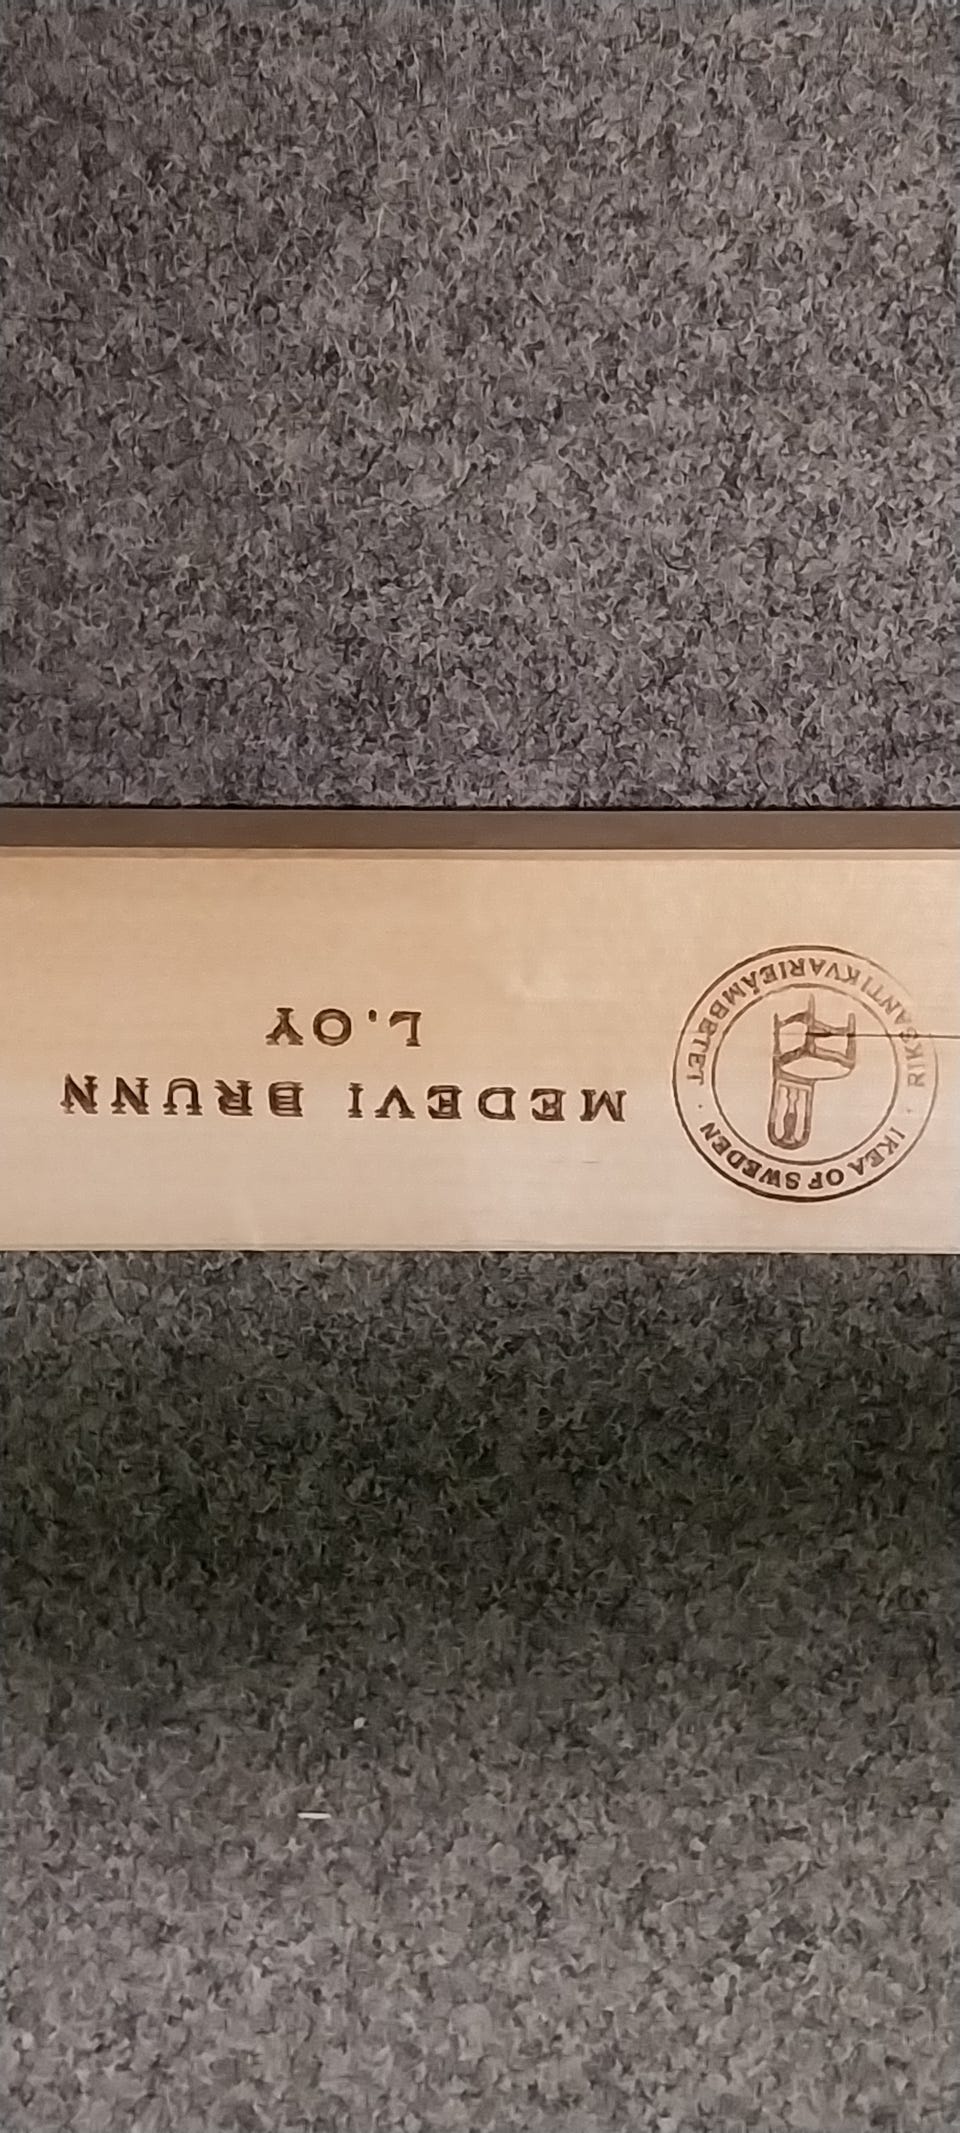 MEDEVI BRUNN
L.OY
RIKSANTIKVARIEÄMBETET
IKEA OF SWEDEN